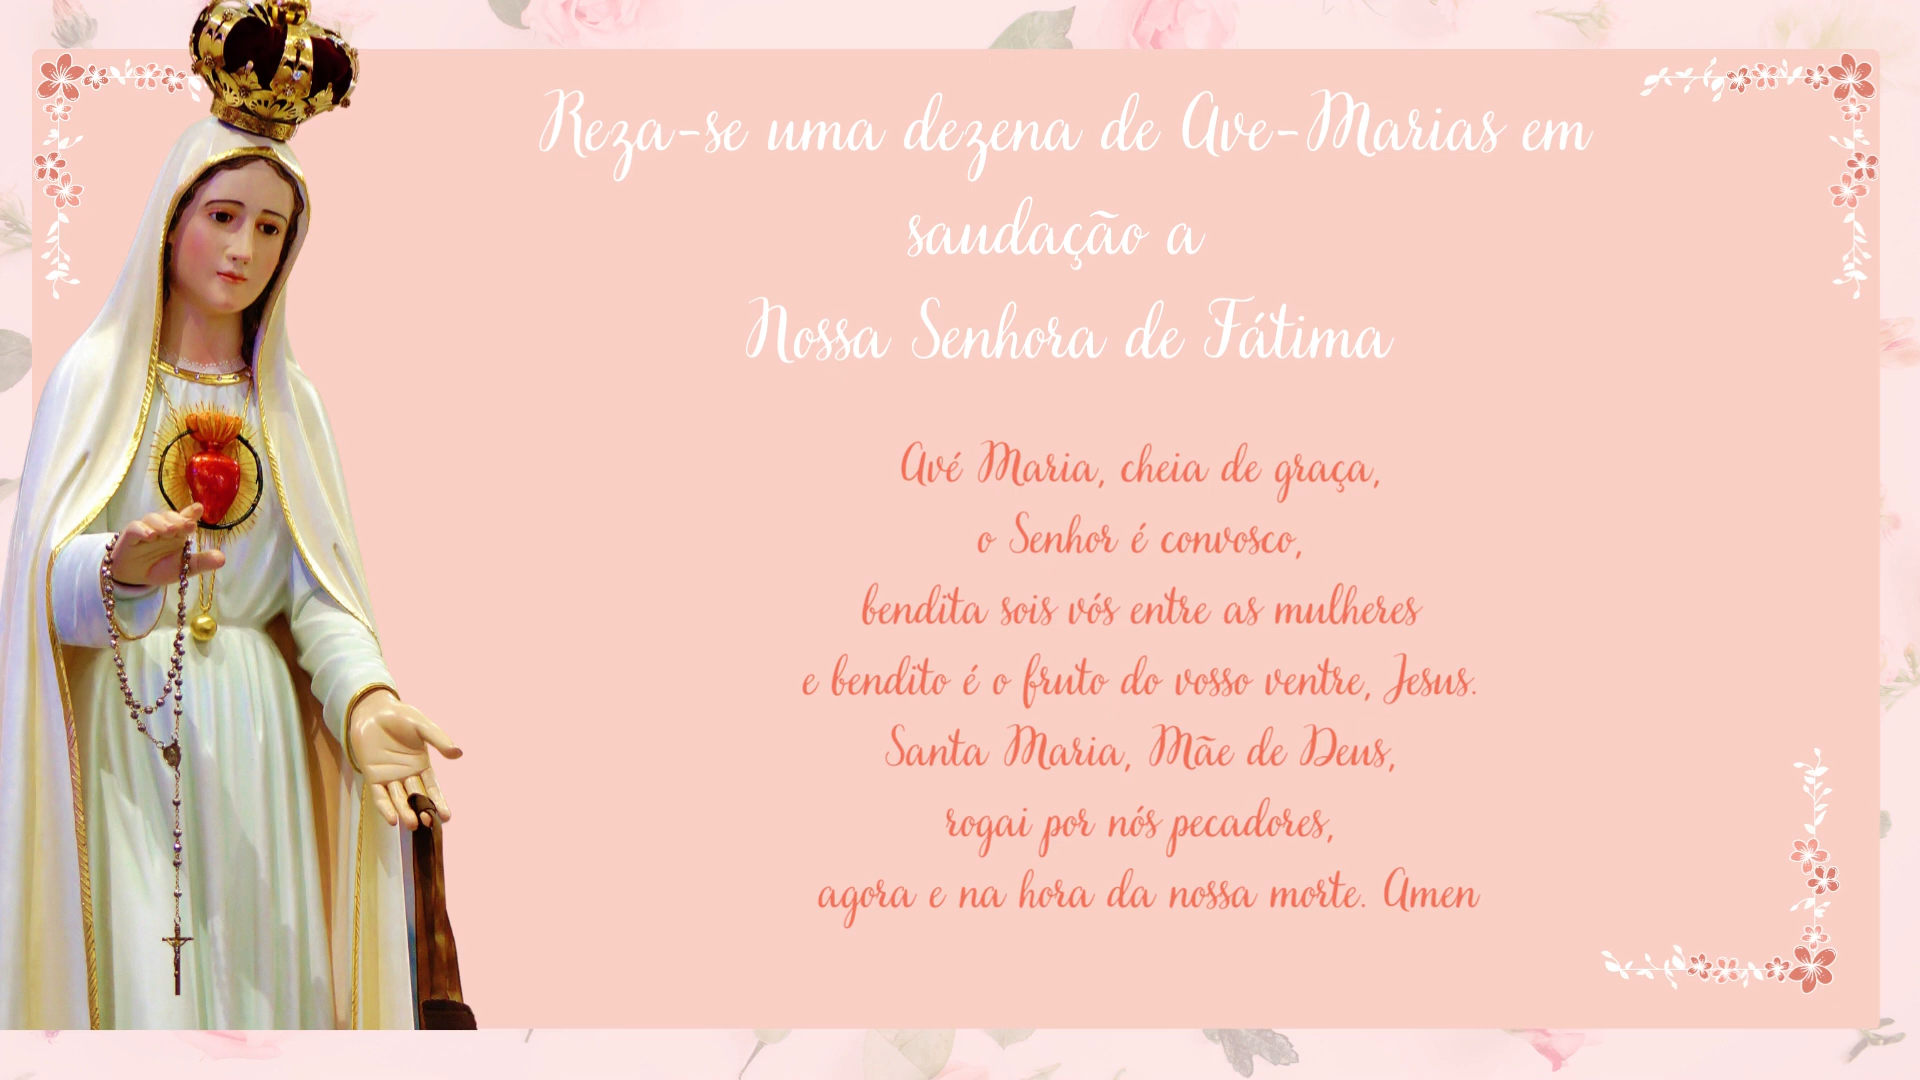 Reza-se uma dezena de Ave-Marias em
saudação a
Nossa Senhora de Fátima
Avé Maria, cheia de graça,
o Senhor é convosco,
bendita sois vós entre as mulheres
e bendito é o fruto do vosso ventre, Jesus.
Santa Maria, Mãe de Deus,
rogai por nós pecadores,
agora e na hora da nossa morte. Amen